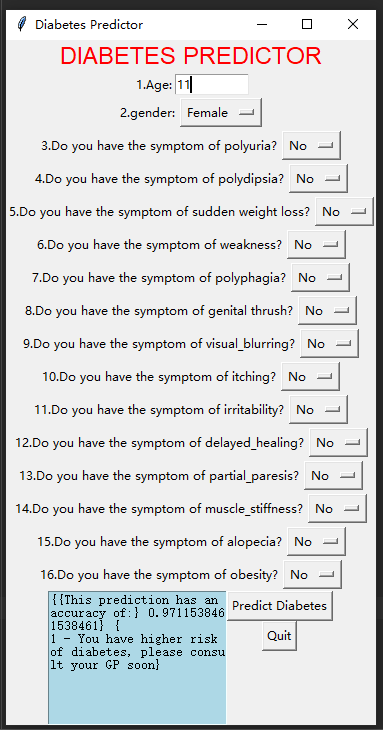 Diabetes Predictor
DIABETES PREDICTOR
1.Age: 11
2.gender: Female
3.Do you have the symptom of polyuria? No
4.Do you have the symptom of polydipsia? No
5.Do you have the symptom of sudden weight loss? No
6.Do you have the symptom of weakness? No
7.Do you have the symptom of polyphagia? No
8.Do you have the symptom of genital thrush? No
9.Do you have the symptom of visual_blurring? No
10.Do you have the symptom of itching? No
11.Do you have the symptom of irritability? No
12.Do you have the symptom of delayed_healing? No
13.Do you have the symptom of partial_paresis? No
14.Do you have the symptom of muscle_stiffness? No
15.Do you have the symptom of alopecia? No
16.Do you have the symptom of obesity? No
{{This prediction has an
accuracy of:} 0.971153846
1538461} {
1 - You have higher risk
of diabetes, please consu
lt your GP soon}
Predict Diabetes
Quit